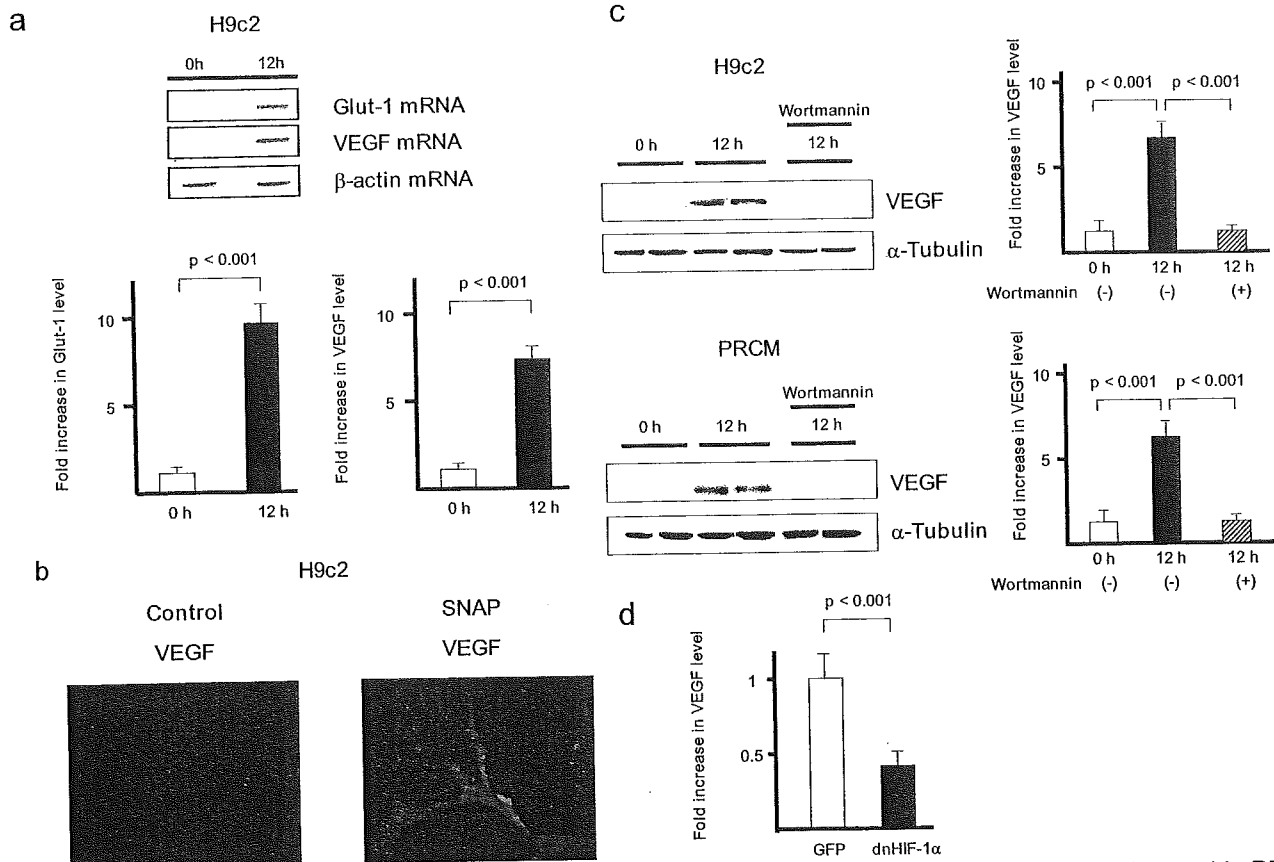 a
H9c2
0h 12h
Glut-1 mRNA
VEGF mRNA
β-actin mRNA
p < 0.001
Fold increase in Glut-1 level
10
5
0 h 12 h
p < 0.001
Fold increase in VEGF level
10
5
0 h 12 h
b
H9c2
Control
VEGF
SNAP
VEGF
c
H9c2
Wortmannin
0 h 12 h 12 h
VEGF
α-Tubulin
Fold increase in VEGF level
10
5
p < 0.001 p < 0.001
0 h 12 h 12 h
Wortmannin (-) (-) (+)
PRCM
Wortmannin
0 h 12 h 12 h
VEGF
α-Tubulin
Fold increase in VEGF level
10
5
p < 0.001 p < 0.001
0 h 12 h 12 h
Wortmannin (-) (-) (+)
d
p < 0.001
Fold increase in VEGF level
1
0.5
GFP dnHIF-1α